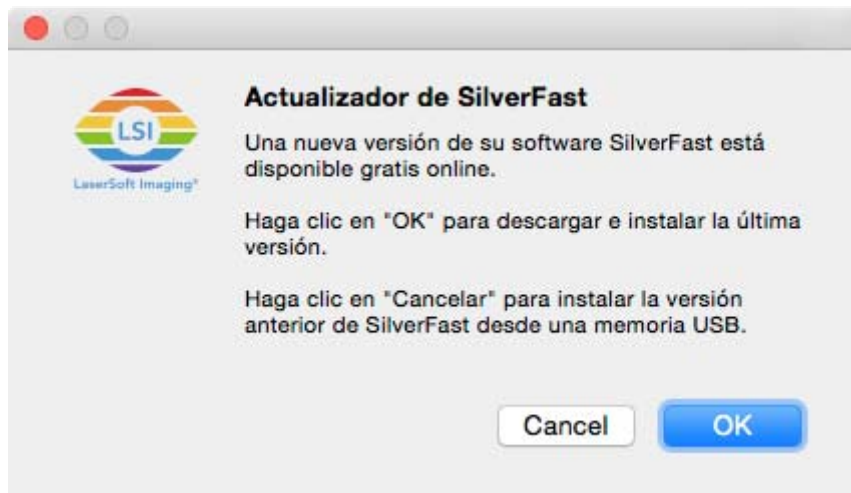 LSI
LaserSoft Imaging®
Actualizador de SilverFast
Una nueva versión de su software SilverFast está
disponible gratis online.
Haga clic en "OK" para descargar e instalar la última
versión.
Haga clic en "Cancelar" para instalar la versión
anterior de SilverFast desde una memoria USB.
Cancel
OK